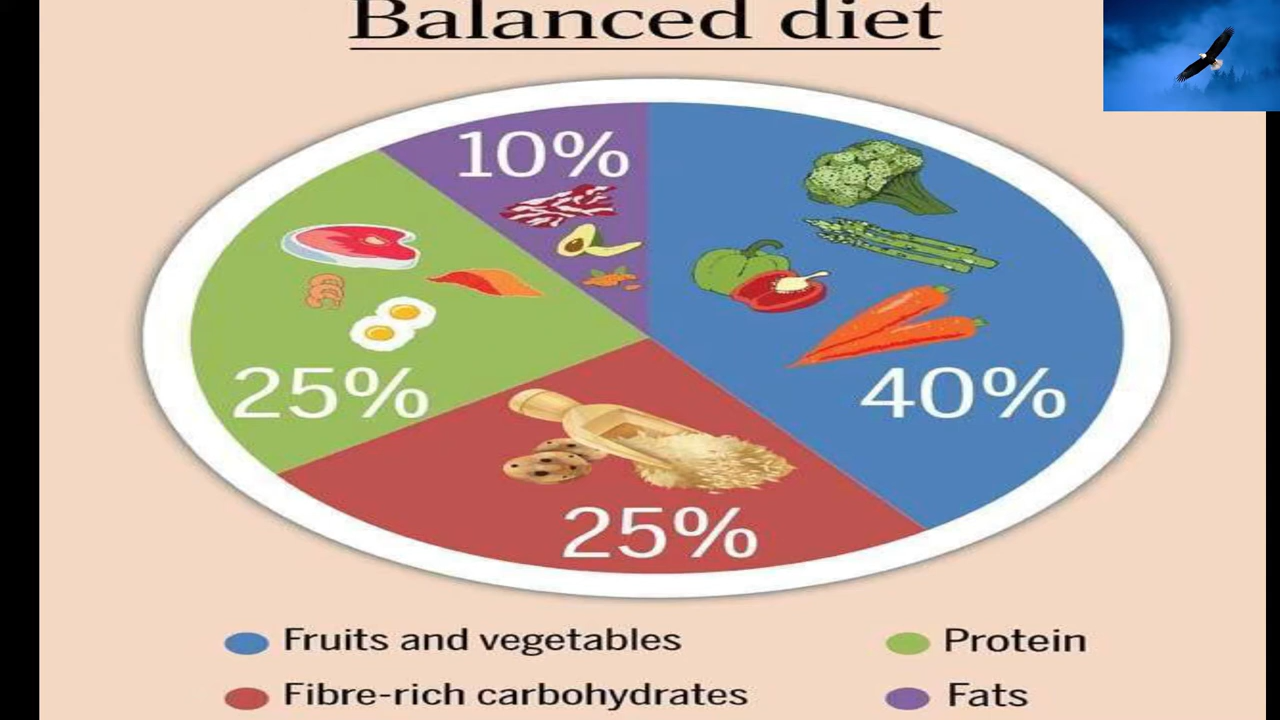 Balanced diet
10%
25%
40%
25%
Fruits and vegetables
Protein
Fibre-rich carbohydrates
Fats